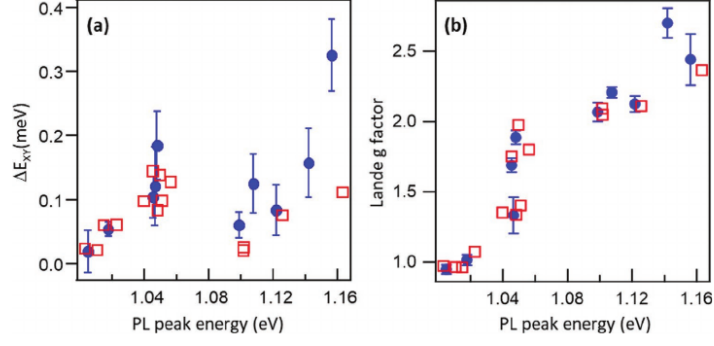 (a)
0.4
0.3
0.2
0.1
0.0
ΔE_XY(meV)
1.04
1.08
1.12
1.16
PL peak energy (eV)
(b)
2.5
2.0
1.5
1.0
Lande g factor
1.04
1.08
1.12
1.16
PL peak energy (eV)